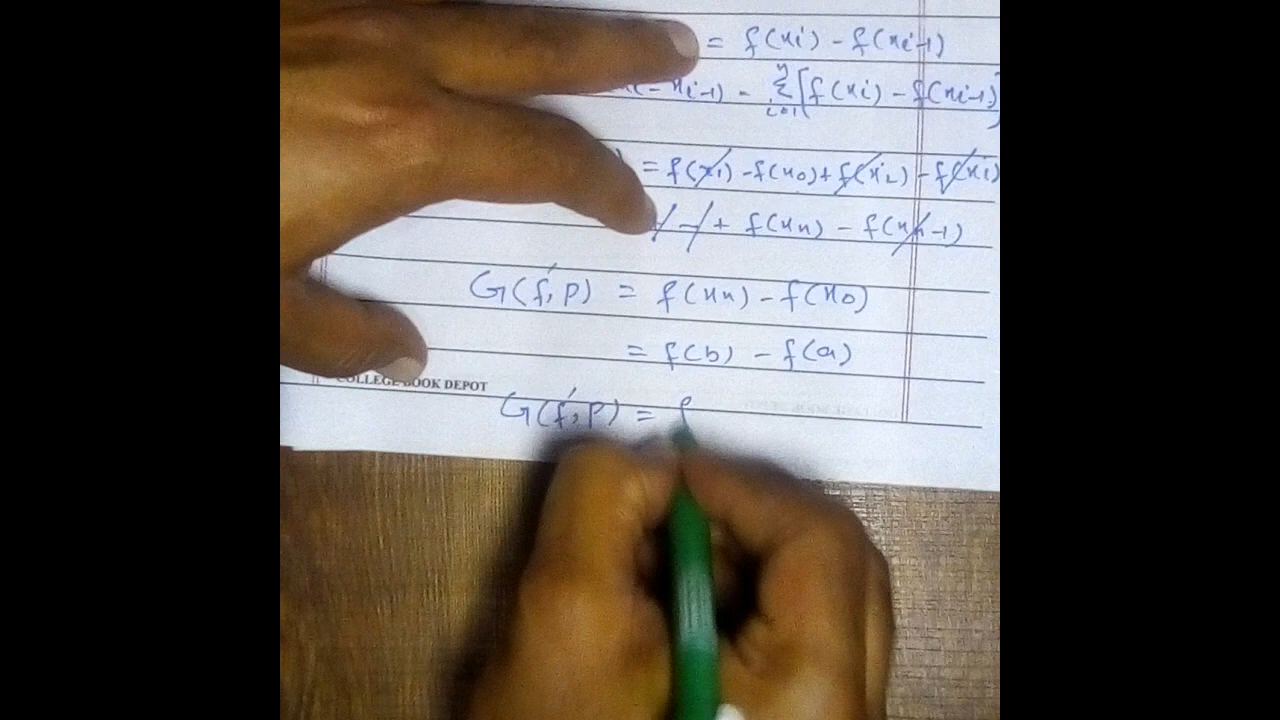 = f(xi) - f(xi-1)
- xi-1) = n Σ i=1 [f(xi) - f(xi-1)]
) = f(x1) - f(x0) + f(x2) - f(x1)
+ f(xn) - f(xn-1)
G(f', P) = f(xn) - f(x0)
= f(b) - f(a)
COLLEGE BOOK DEPOT
G(f', P) = f